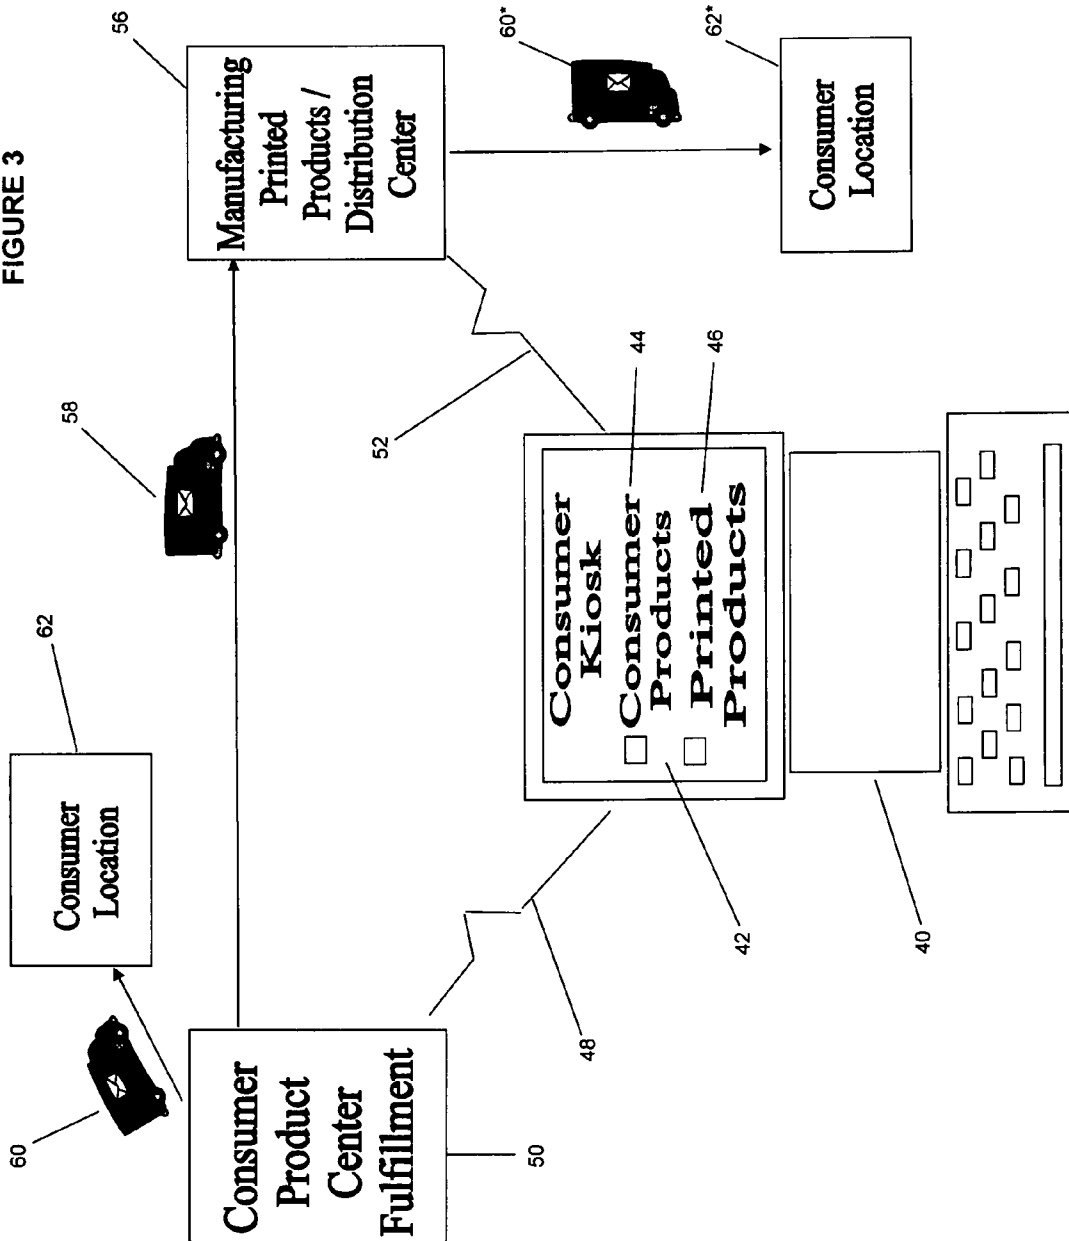 FIGURE 3
60
62
Consumer
Location
58
56
Manufacturing
Printed
Products /
Distribution
Center
Consumer
Product
Center
Fulfillment
50
48
52
60*
62*
Consumer
Location
Consumer
Kiosk
Consumer
Products
Printed
Products
42
44
46
40